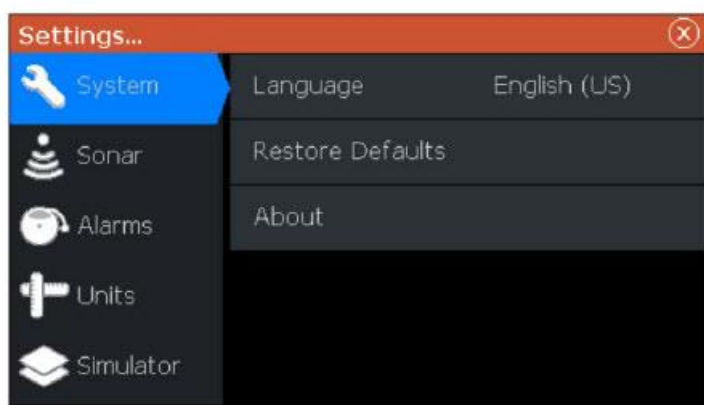 Settings...
System
Language English (US)
Sonar
Restore Defaults
Alarms
About
Units
Simulator